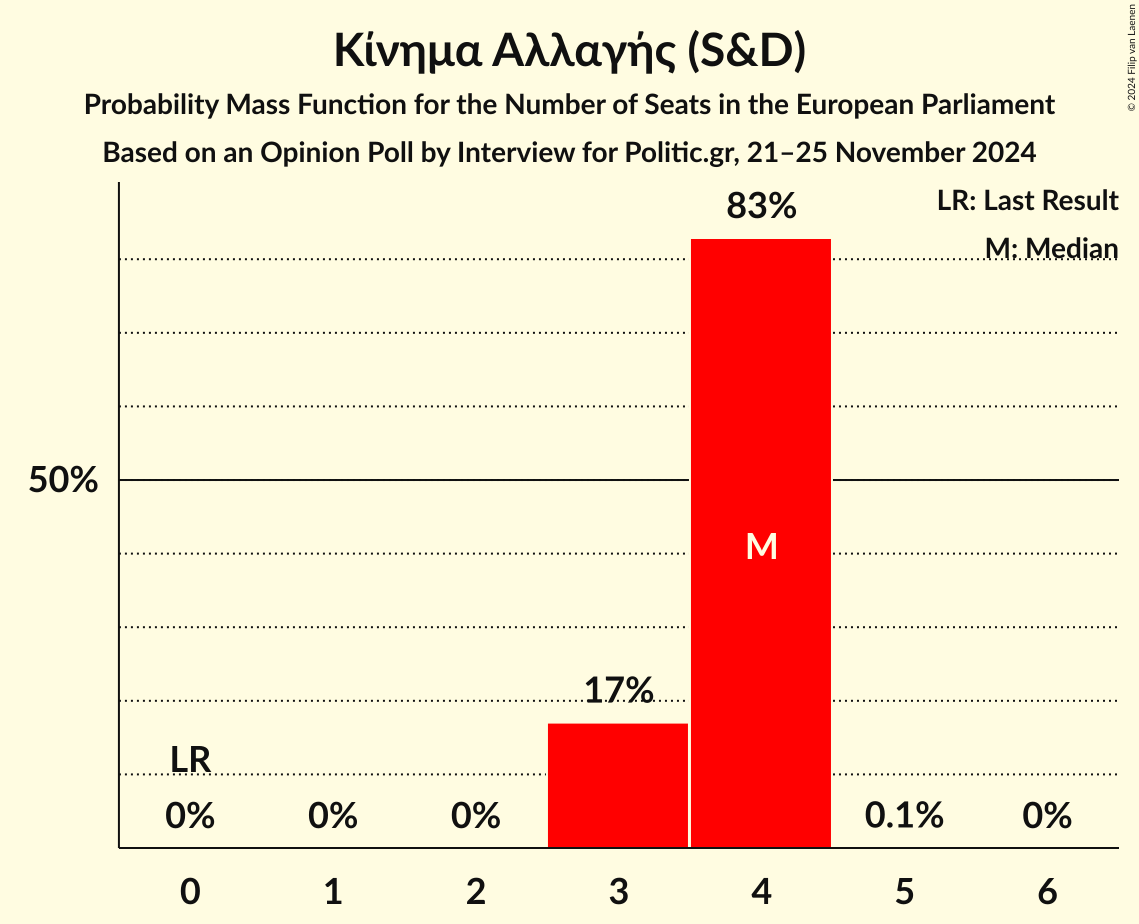 Κίνημα Αλλαγής (S&D)
Probability Mass Function for the Number of Seats in the European Parliament
Based on an Opinion Poll by Interview for Politic.gr, 21–25 November 2024
© 2024 Filip van Laenen
LR: Last Result
M: Median
83%
50%
M
17%
LR
0% 0% 0% 0.1% 0%
0 1 2 3 4 5 6